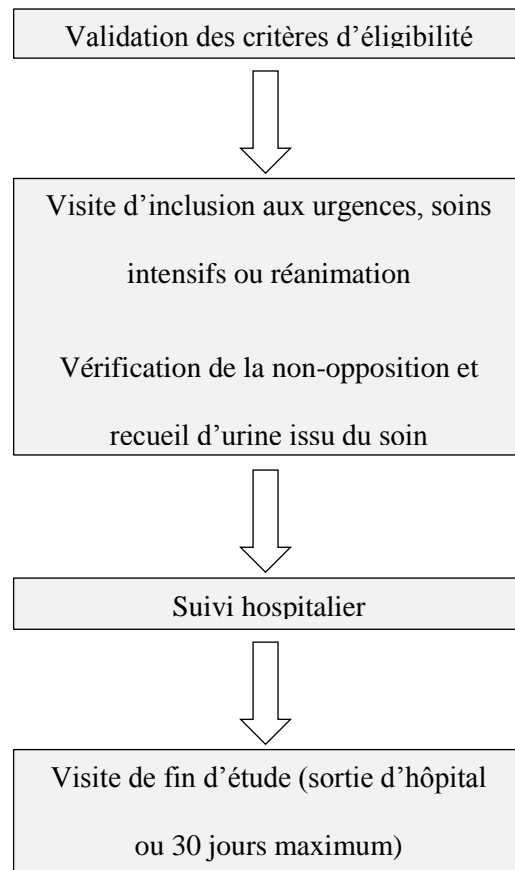 Validation des critères d’éligibilité
Visite d’inclusion aux urgences, soins
intensifs ou réanimation
Vérification de la non-opposition et
recueil d’urine issu du soin
Suivi hospitalier
Visite de fin d’étude (sortie d’hôpital
ou 30 jours maximum)